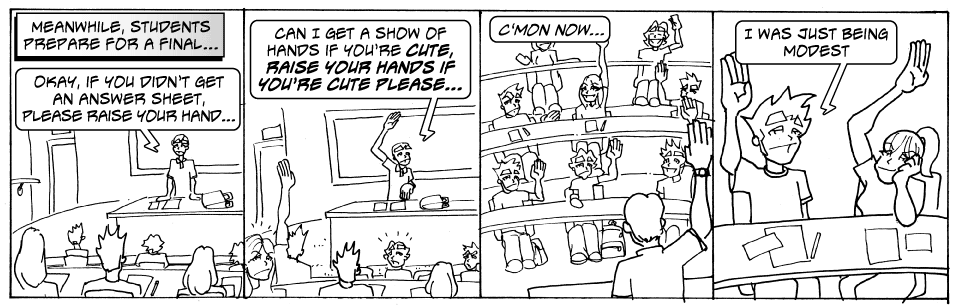 MEANWHILE, STUDENTS
PREPARE FOR A FINAL...
OKAY, IF YOU DIDN'T GET
AN ANSWER SHEET,
PLEASE RAISE YOUR HAND...
CAN I GET A SHOW OF
HANDS IF YOU'RE CUTE,
RAISE YOUR HANDS IF
YOU'RE CUTE PLEASE...
C'MON NOW...
I WAS JUST BEING
MODEST